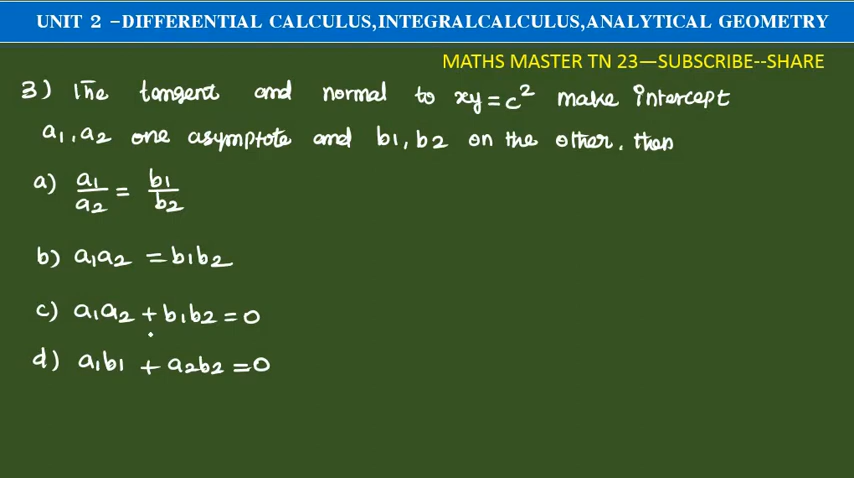 UNIT 2 –DIFFERENTIAL CALCULUS,INTEGRALCALCULUS,ANALYTICAL GEOMETRY
MATHS MASTER TN 23—SUBSCRIBE--SHARE
3) The tangent and normal to xy = c² make intercept
a1, a2 one asymptote and b1, b2 on the other. then
a) a1/a2 = b1/b2
b) a1a2 = b1b2
c) a1a2 + b1b2 = 0
d) a1b1 + a2b2 = 0